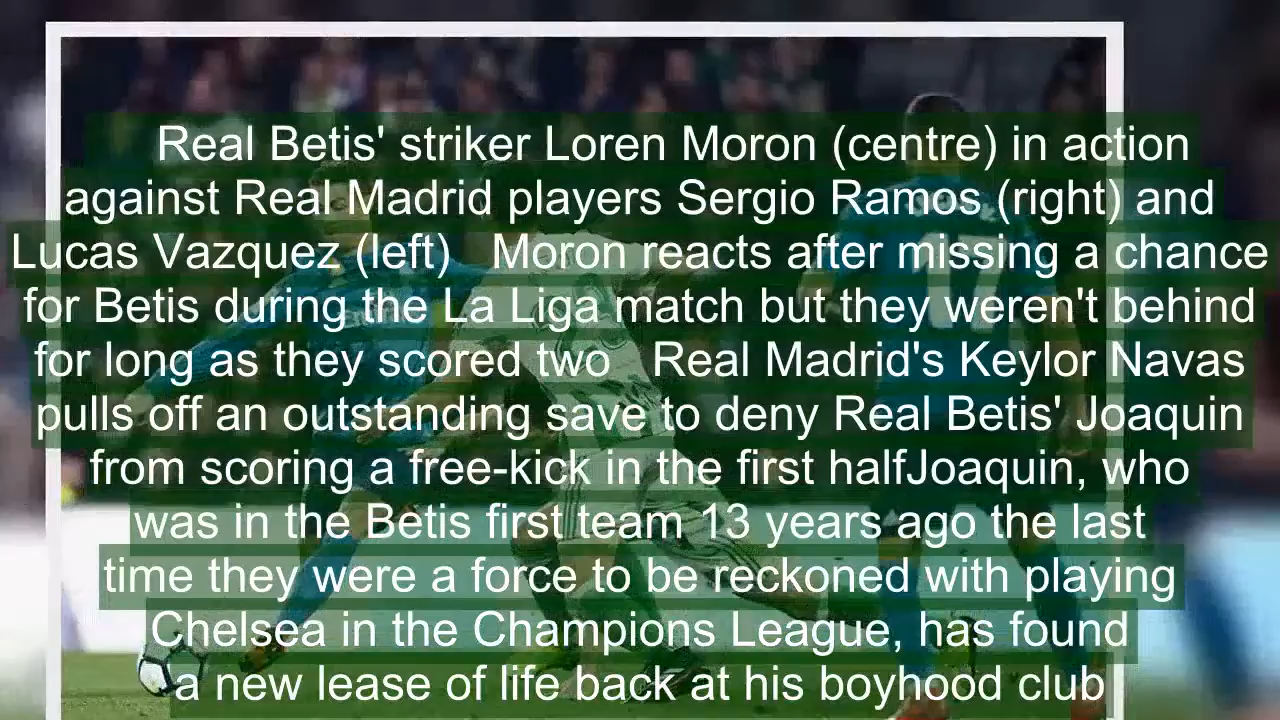 Real Betis' striker Loren Moron (centre) in action
against Real Madrid players Sergio Ramos (right) and
Lucas Vazquez (left)   Moron reacts after missing a chance
for Betis during the La Liga match but they weren't behind
for long as they scored two   Real Madrid's Keylor Navas
pulls off an outstanding save to deny Real Betis' Joaquin
from scoring a free-kick in the first halfJoaquin, who
was in the Betis first team 13 years ago the last
time they were a force to be reckoned with playing
Chelsea in the Champions League, has found
a new lease of life back at his boyhood club
17